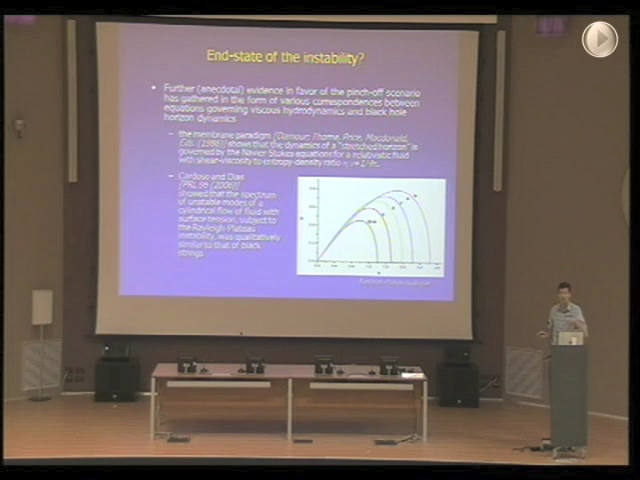 End-state of the instability?
• Further (anecdotal) evidence in favor of the pinch-off scenario
has gathered in the form of various correspondences between
equations governing viscous hydrodynamics and black hole
horizon dynamics
– the membrane paradigm [Damour; Thorne, Price, Macdonald,
Eds. (1986)] shows that the dynamics of a "stretched horizon" is
governed by the Navier-Stokes equations for a relativistic fluid
with shear-viscosity to entropy-density ratio
– Cardoso and Dias
[PRL 96 (2006)]
showed that the spectrum
of unstable modes of a
cylindrical flow of fluid with
surface tension, subject to
the Rayleigh-Plateau
instability, was qualitatively
similar to that of black
strings